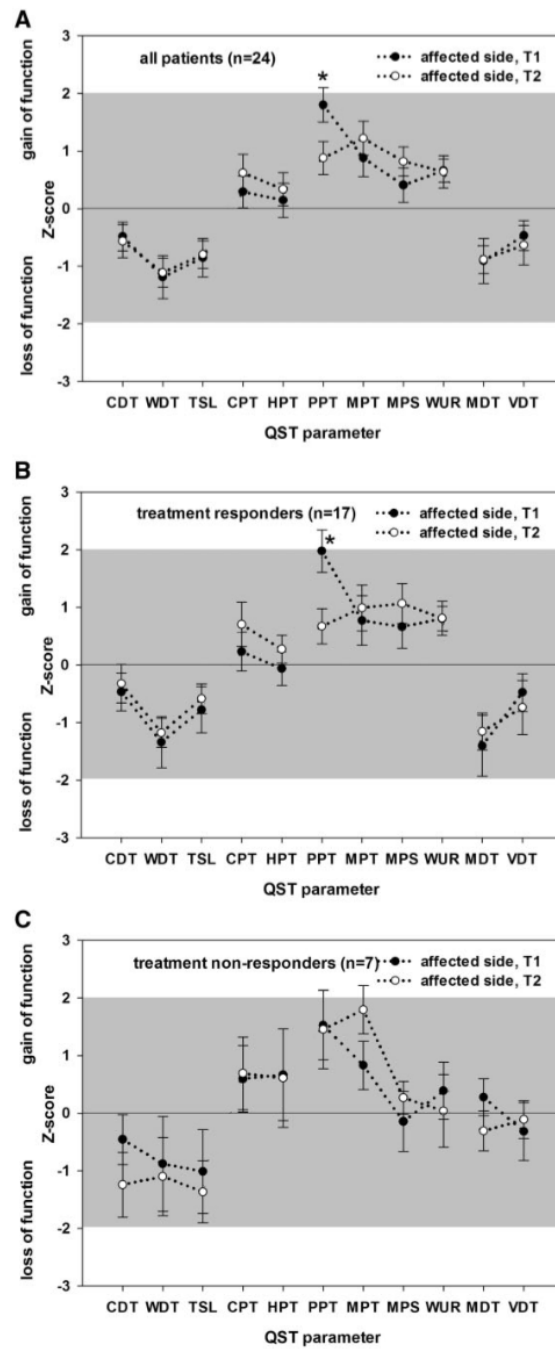 A
all patients (n=24)
affected side, T1
affected side, T2
*
gain of function
loss of function
Z-score
3
2
1
0
-1
-2
-3
CDT WDT TSL CPT HPT PPT MPT MPS WUR MDT VDT
QST parameter
B
treatment responders (n=17)
affected side, T1
affected side, T2
*
gain of function
loss of function
Z-score
3
2
1
0
-1
-2
-3
CDT WDT TSL CPT HPT PPT MPT MPS WUR MDT VDT
QST parameter
C
treatment non-responders (n=7)
affected side, T1
affected side, T2
gain of function
loss of function
Z-score
3
2
1
0
-1
-2
-3
CDT WDT TSL CPT HPT PPT MPT MPS WUR MDT VDT
QST parameter